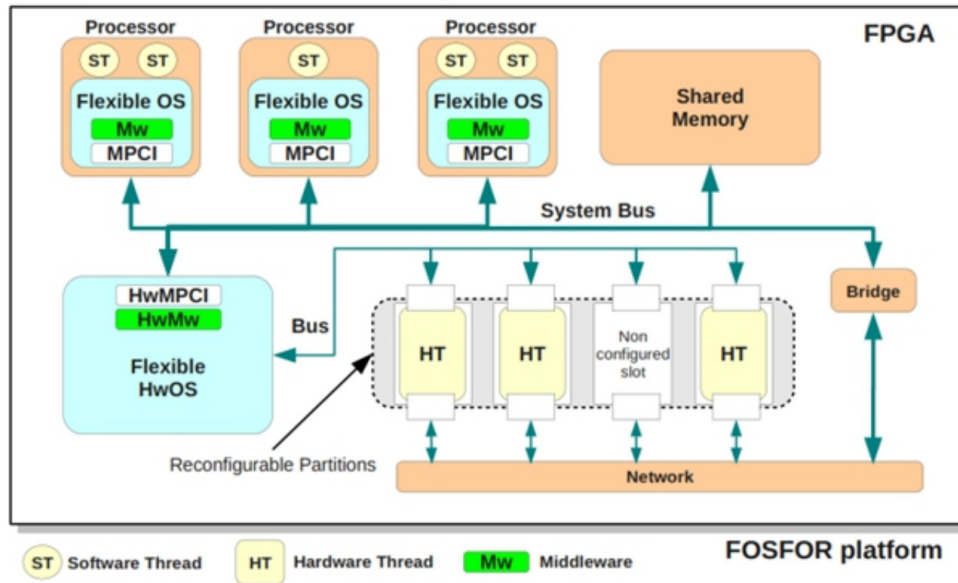 FPGA
Processor
Processor
Processor
ST
ST
ST
ST
ST
Flexible OS
Flexible OS
Flexible OS
Mw
Mw
Mw
MPCI
MPCI
MPCI
Shared
Memory
System Bus
HwMPCI
HwMw
Flexible
HwOS
Bus
Bridge
HT
HT
Non
configured
slot
HT
Reconfigurable Partitions
Network
ST Software Thread
HT Hardware Thread
Mw Middleware
FOSFOR platform